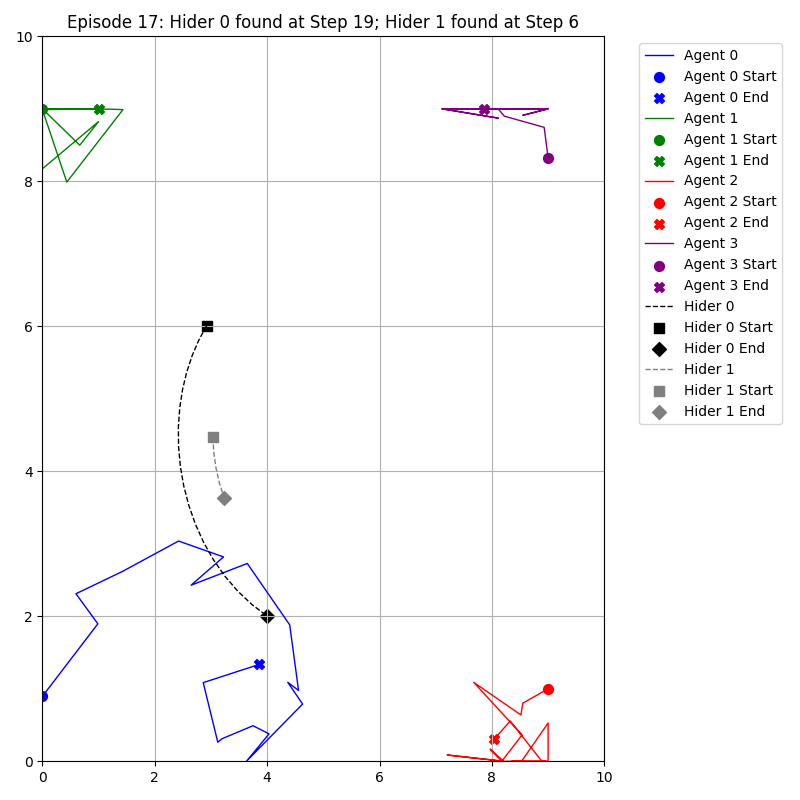 Episode 17: Hider 0 found at Step 19; Hider 1 found at Step 6
10
8
6
4
2
0
0 2 4 6 8 10
Agent 0
Agent 0 Start
Agent 0 End
Agent 1
Agent 1 Start
Agent 1 End
Agent 2
Agent 2 Start
Agent 2 End
Agent 3
Agent 3 Start
Agent 3 End
Hider 0
Hider 0 Start
Hider 0 End
Hider 1
Hider 1 Start
Hider 1 End